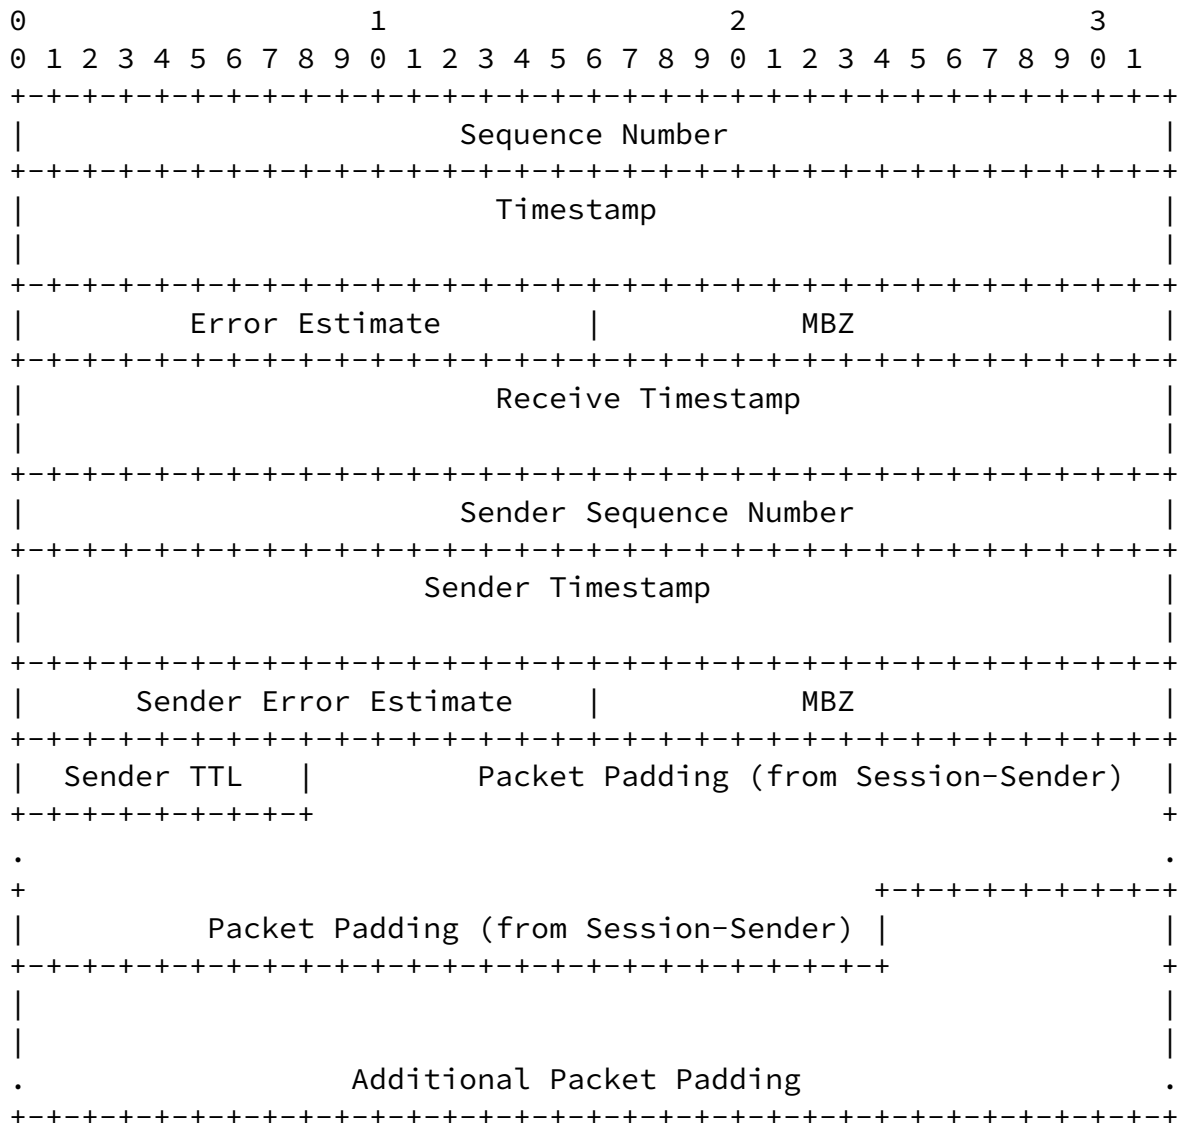 0                   1                   2                   3
0 1 2 3 4 5 6 7 8 9 0 1 2 3 4 5 6 7 8 9 0 1 2 3 4 5 6 7 8 9 0 1
+-+-+-+-+-+-+-+-+-+-+-+-+-+-+-+-+-+-+-+-+-+-+-+-+-+-+-+-+-+-+-+-+
|                        Sequence Number                        |
+-+-+-+-+-+-+-+-+-+-+-+-+-+-+-+-+-+-+-+-+-+-+-+-+-+-+-+-+-+-+-+-+
|                          Timestamp                            |
|                                                               |
+-+-+-+-+-+-+-+-+-+-+-+-+-+-+-+-+-+-+-+-+-+-+-+-+-+-+-+-+-+-+-+-+
|         Error Estimate        |           MBZ                 |
+-+-+-+-+-+-+-+-+-+-+-+-+-+-+-+-+-+-+-+-+-+-+-+-+-+-+-+-+-+-+-+-+
|                          Receive Timestamp                    |
|                                                               |
+-+-+-+-+-+-+-+-+-+-+-+-+-+-+-+-+-+-+-+-+-+-+-+-+-+-+-+-+-+-+-+-+
|                        Sender Sequence Number                 |
+-+-+-+-+-+-+-+-+-+-+-+-+-+-+-+-+-+-+-+-+-+-+-+-+-+-+-+-+-+-+-+-+
|                      Sender Timestamp                         |
|                                                               |
+-+-+-+-+-+-+-+-+-+-+-+-+-+-+-+-+-+-+-+-+-+-+-+-+-+-+-+-+-+-+-+-+
|      Sender Error Estimate    |           MBZ                 |
+-+-+-+-+-+-+-+-+-+-+-+-+-+-+-+-+-+-+-+-+-+-+-+-+-+-+-+-+-+-+-+-+
|  Sender TTL   |         Packet Padding (from Session-Sender)  |
+-+-+-+-+-+-+-+-+                                               +
.                                                               .
+                                               +-+-+-+-+-+-+-+-+
|          Packet Padding (from Session-Sender) |               |
+-+-+-+-+-+-+-+-+-+-+-+-+-+-+-+-+-+-+-+-+-+-+-+-+               +
|                                                               |
|                                                               |
.                  Additional Packet Padding                    .
+-+-+-+-+-+-+-+-+-+-+-+-+-+-+-+-+-+-+-+-+-+-+-+-+-+-+-+-+-+-+-+-+